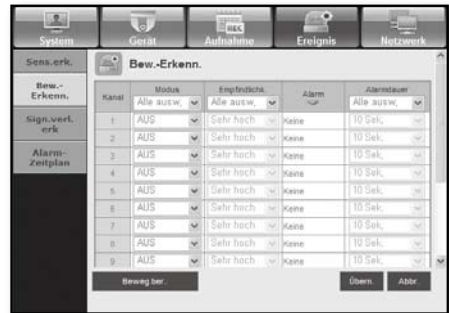 System Gerät Aufnahme Ereignis Netzwerk
REC
Sens.erk.
Bew.-Erkenn.
Sign.verl.erk
Alarm-Zeitplan
Bew.-Erkenn.
Kanal Modus Empfindlichk. Alarm Alarmdauer
Alle ausw, Alle ausw, Alle ausw,
1 AUS Sehr hoch Keine 10 Sek,
2 AUS Sehr hoch Keine 10 Sek,
3 AUS Sehr hoch Keine 10 Sek,
4 AUS Sehr hoch Keine 10 Sek,
5 AUS Sehr hoch Keine 10 Sek,
6 AUS Sehr hoch Keine 10 Sek,
7 AUS Sehr hoch Keine 10 Sek,
8 AUS Sehr hoch Keine 10 Sek,
9 AUS Sehr hoch Keine 10 Sek,
Beweg.ber.. Übern. Abbr.